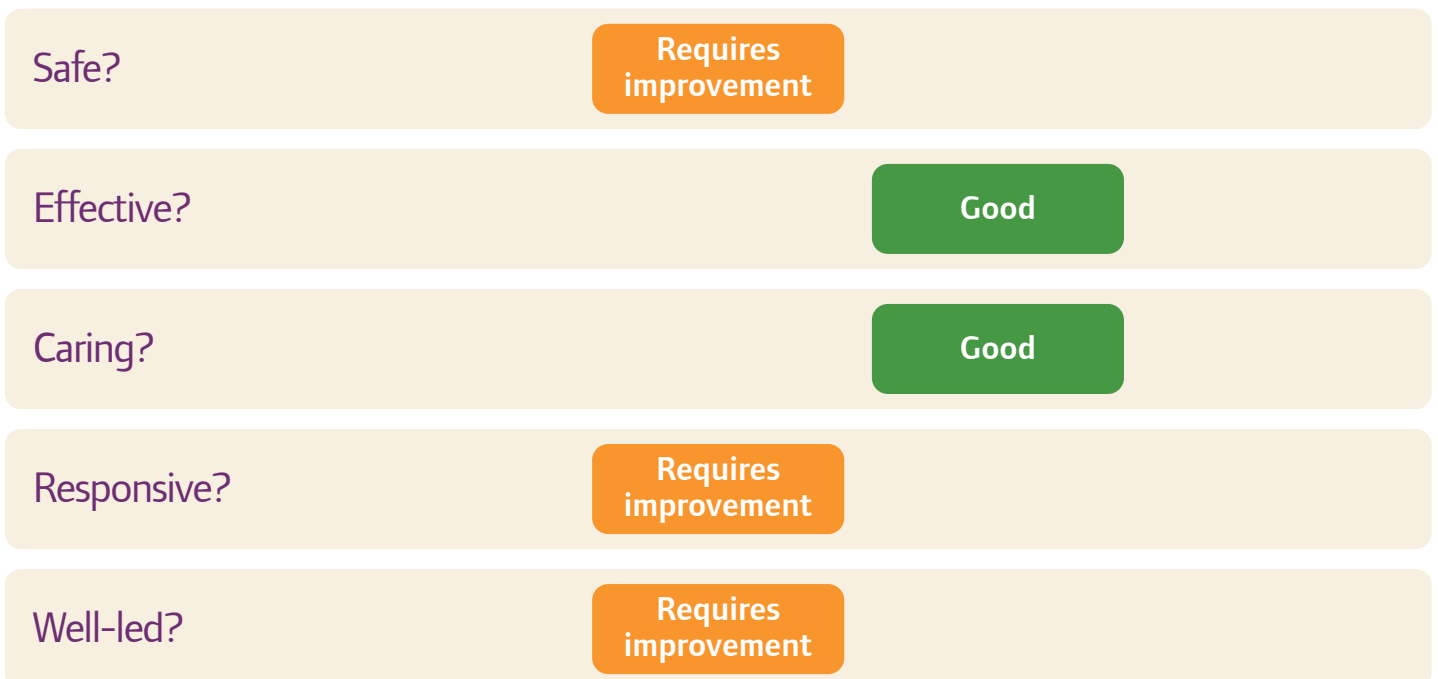 Safe?
Requires
improvement
Effective?
Good
Caring?
Good
Responsive?
Requires
improvement
Well-led?
Requires
improvement